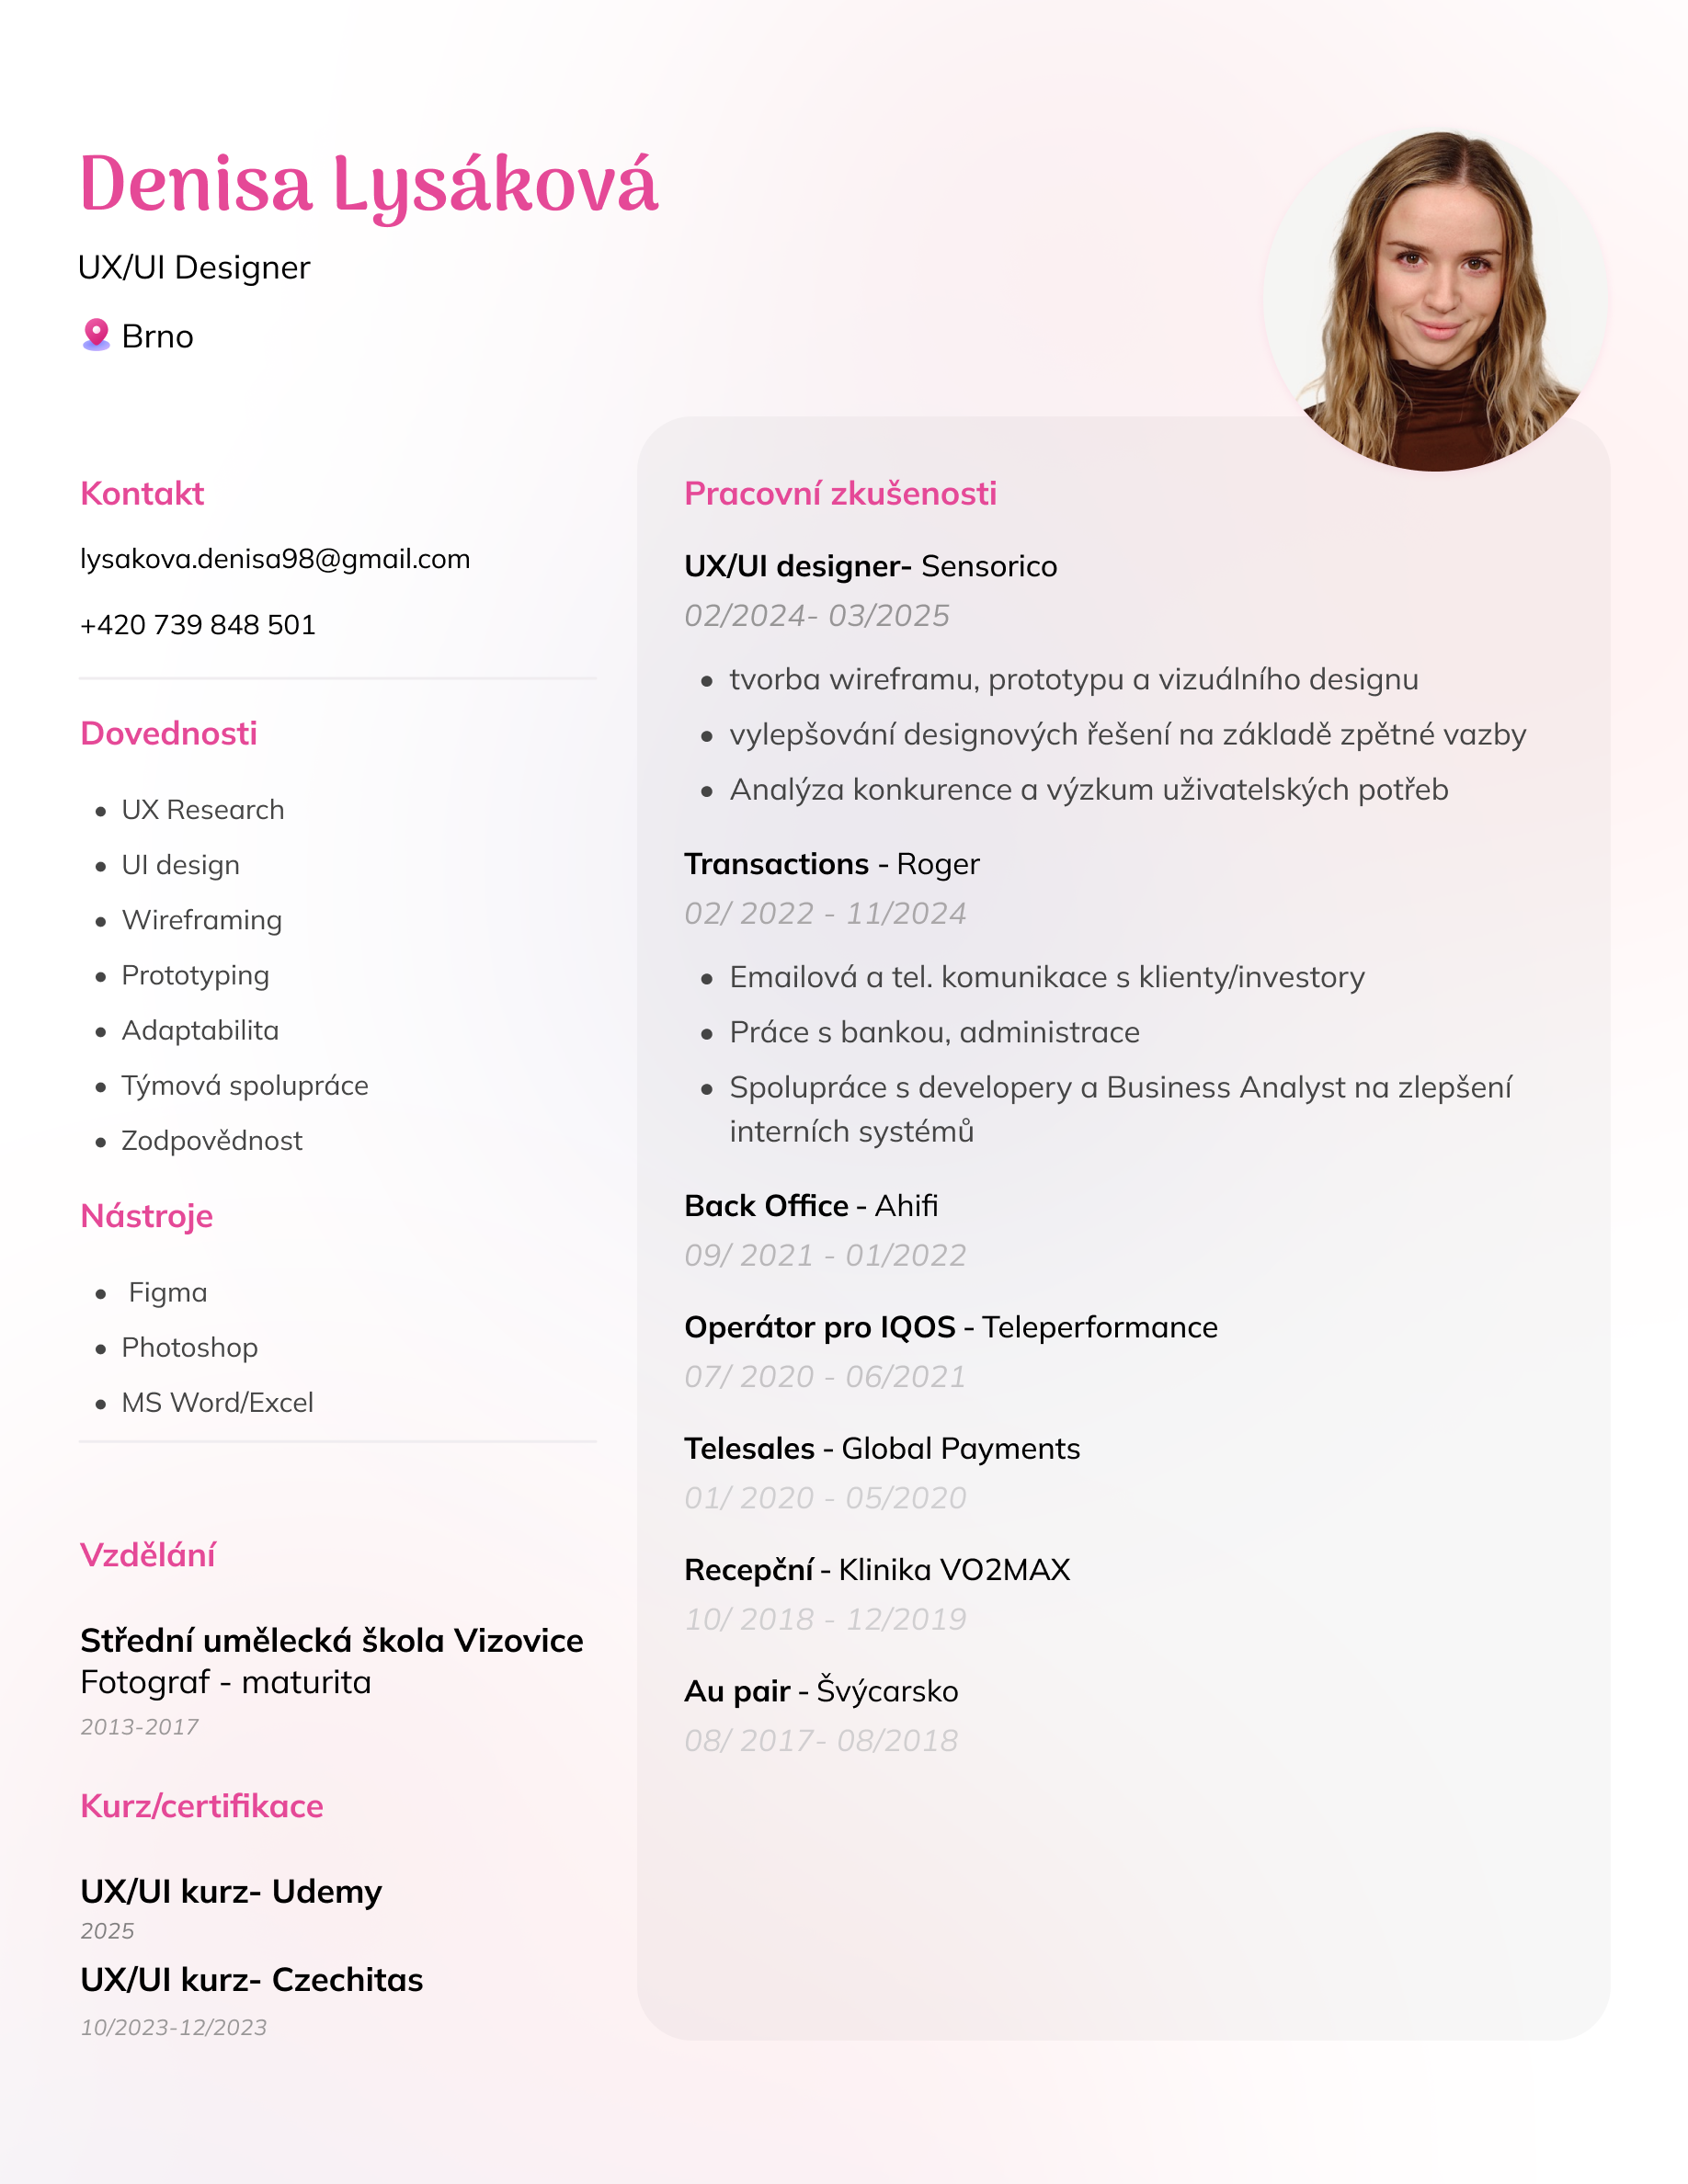 Denisa Lysáková
UX/UI Designer
Brno
Kontakt
lysakova.denisa98@gmail.com
+420 739 848 501
Dovednosti
• UX Research
• UI design
• Wireframing
• Prototyping
• Adaptabilita
• Týmová spolupráce
• Zodpovědnost
Nástroje
• Figma
• Photoshop
• MS Word/Excel
Vzdělání
Střední umělecká škola Vizovice
Fotograf - maturita
2013-2017
Kurz/certifikace
UX/UI kurz- Udemy
2025
UX/UI kurz- Czechitas
10/2023-12/2023
Pracovní zkušenosti
UX/UI designer- Sensorico
02/2024- 03/2025
• tvorba wireframu, prototypu a vizuálního designu
• vylepšování designových řešení na základě zpětné vazby
• Analýza konkurence a výzkum uživatelských potřeb
Transactions - Roger
02/ 2022 - 11/2024
• Emailová a tel. komunikace s klienty/investory
• Práce s bankou, administrace
• Spolupráce s developery a Business Analyst na zlepšení
interních systémů
Back Office - Ahifi
09/ 2021 - 01/2022
Operátor pro IQOS - Teleperformance
07/ 2020 - 06/2021
Telesales - Global Payments
01/ 2020 - 05/2020
Recepční - Klinika VO2MAX
10/ 2018 - 12/2019
Au pair - Švýcarsko
08/ 2017- 08/2018